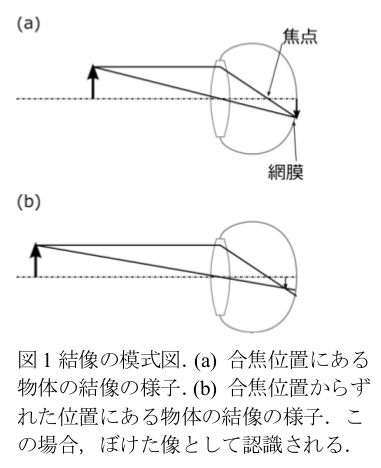 (a)
焦点
網膜
(b)
図1 結像の模式図. (a) 合焦位置にある
物体の結像の様子. (b) 合焦位置からず
れた位置にある物体の結像の様子. こ
の場合, ぼけた像として認識される.